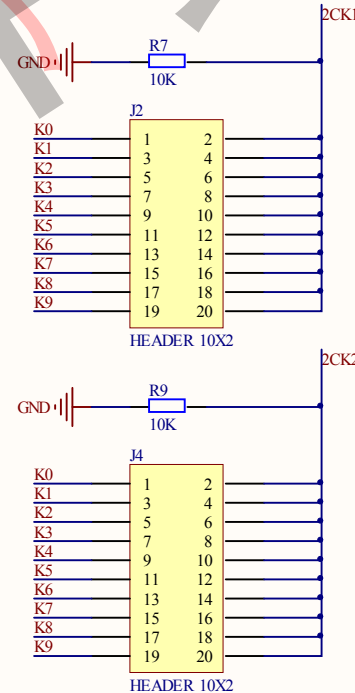 2CK1
R7
GND
10K
J2
K0 1 2
K1 3 4
K2 5 6
K3 7 8
K4 9 10
K5 11 12
K6 13 14
K7 15 16
K8 17 18
K9 19 20
HEADER 10X2
2CK2
R9
GND
10K
J4
K0 1 2
K1 3 4
K2 5 6
K3 7 8
K4 9 10
K5 11 12
K6 13 14
K7 15 16
K8 17 18
K9 19 20
HEADER 10X2